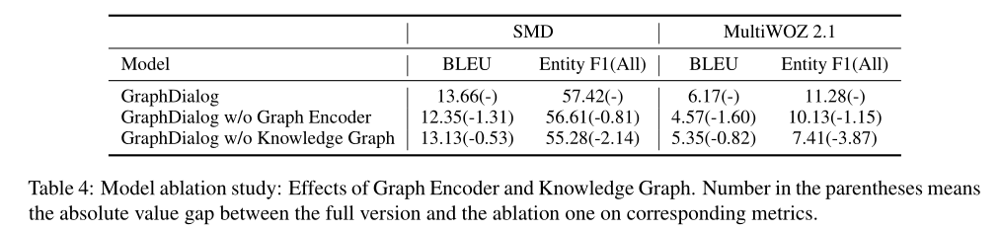 SMD MultiWOZ 2.1
Model BLEU Entity F1(All) BLEU Entity F1(All)
GraphDialog 13.66(-) 57.42(-) 6.17(-) 11.28(-)
GraphDialog w/o Graph Encoder 12.35(-1.31) 56.61(-0.81) 4.57(-1.60) 10.13(-1.15)
GraphDialog w/o Knowledge Graph 13.13(-0.53) 55.28(-2.14) 5.35(-0.82) 7.41(-3.87)
Table 4: Model ablation study: Effects of Graph Encoder and Knowledge Graph. Number in the parentheses means
the absolute value gap between the full version and the ablation one on corresponding metrics.